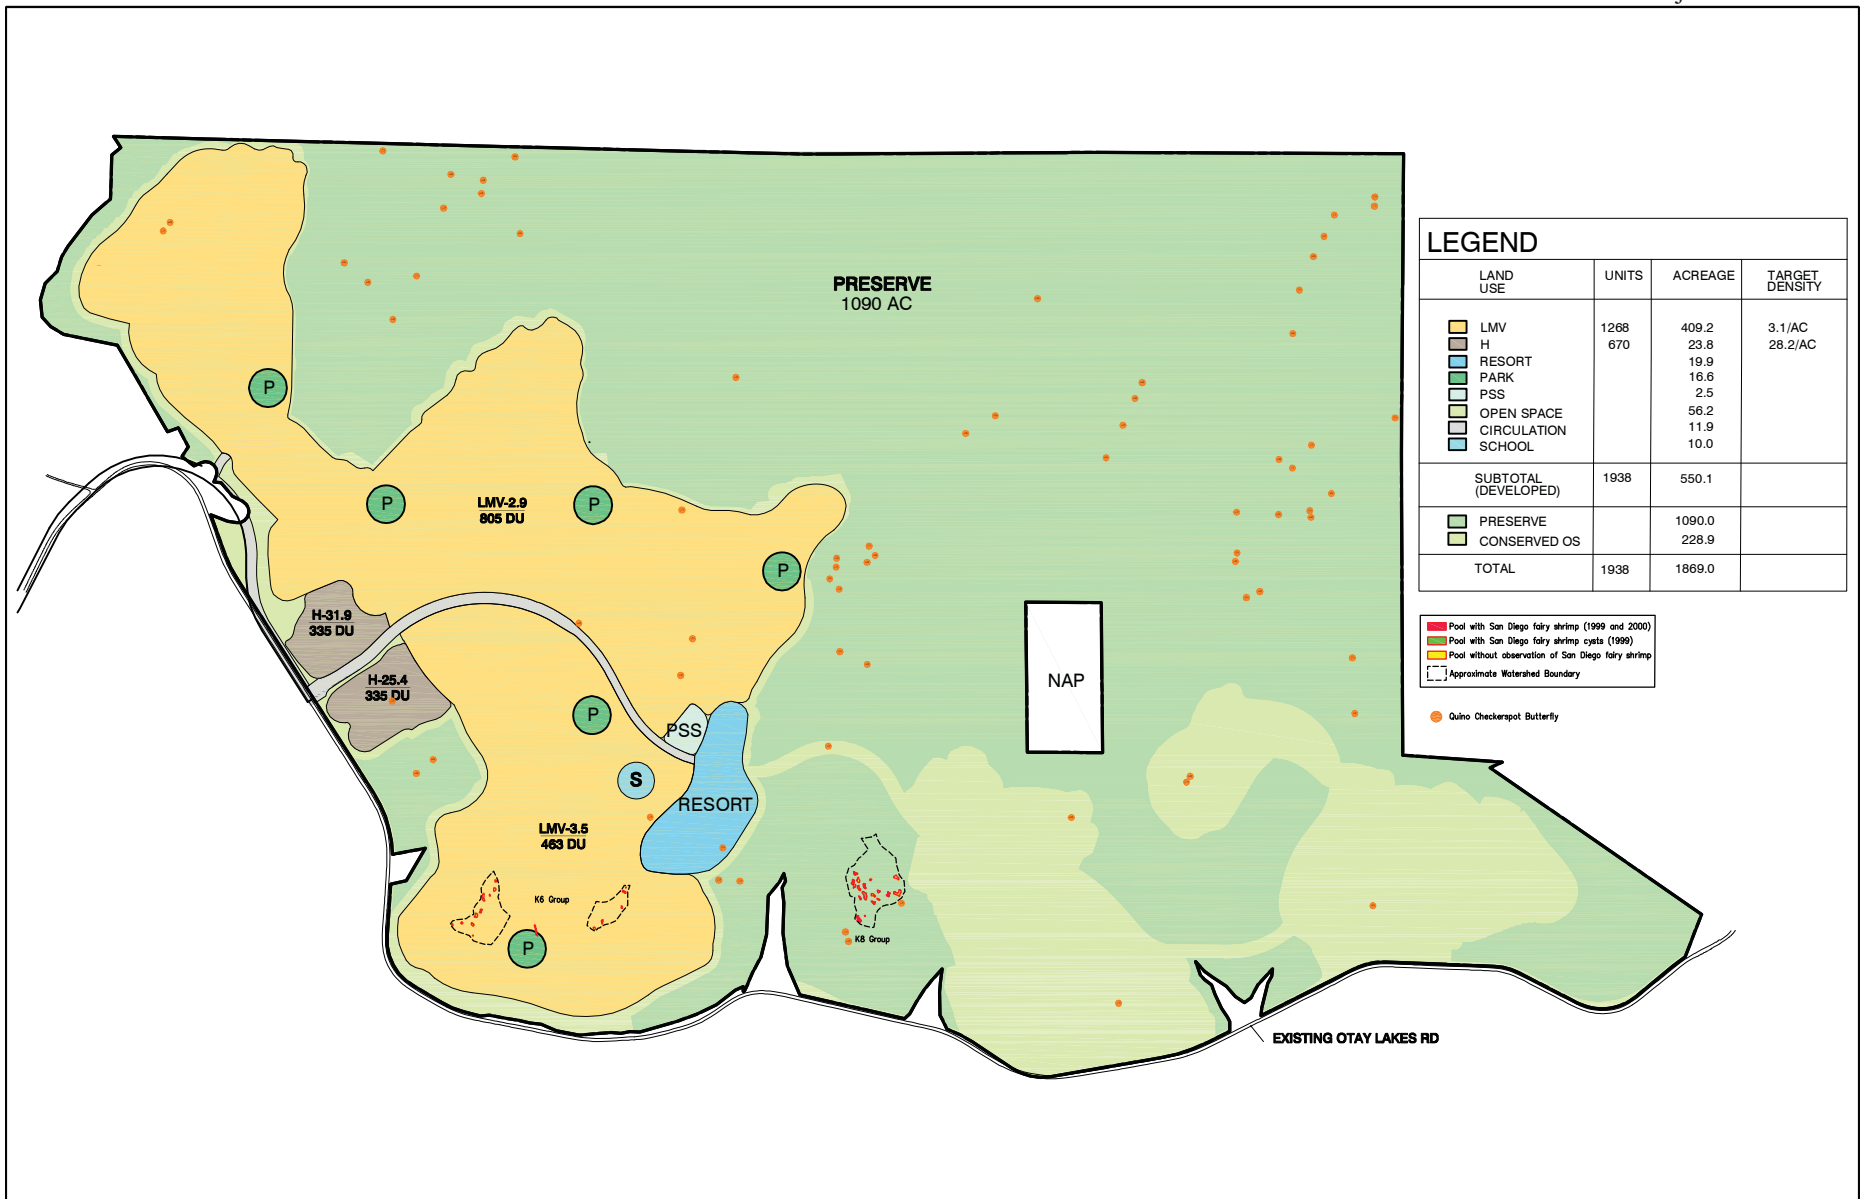 PRESERVE
1090 AC
P
P
LMV-2.9
805 DU
P
P
H-31.9
335 DU
H-25.4
335 DU
NAP
P
PSS
S
RESORT
LMV-3.5
463 DU
K6 Group
P
K8 Group
EXISTING OTAY LAKES RD
LEGEND
LAND USE UNITS ACREAGE TARGET DENSITY
LMV 1268 409.2 3.1/AC
H 670 23.8 28.2/AC
RESORT 19.9
PARK 16.6
PSS 2.5
OPEN SPACE 56.2
CIRCULATION 11.9
SCHOOL 10.0
SUBTOTAL (DEVELOPED) 1938 550.1
PRESERVE 1090.0
CONSERVED OS 228.9
TOTAL 1938 1869.0
Pool with San Diego fairy shrimp (1999 and 2000)
Pool with San Diego fairy shrimp cysts (1999)
Pool without observation of San Diego fairy shrimp
Approximate Watershed Boundary
Quino Checkerspot Butterfly